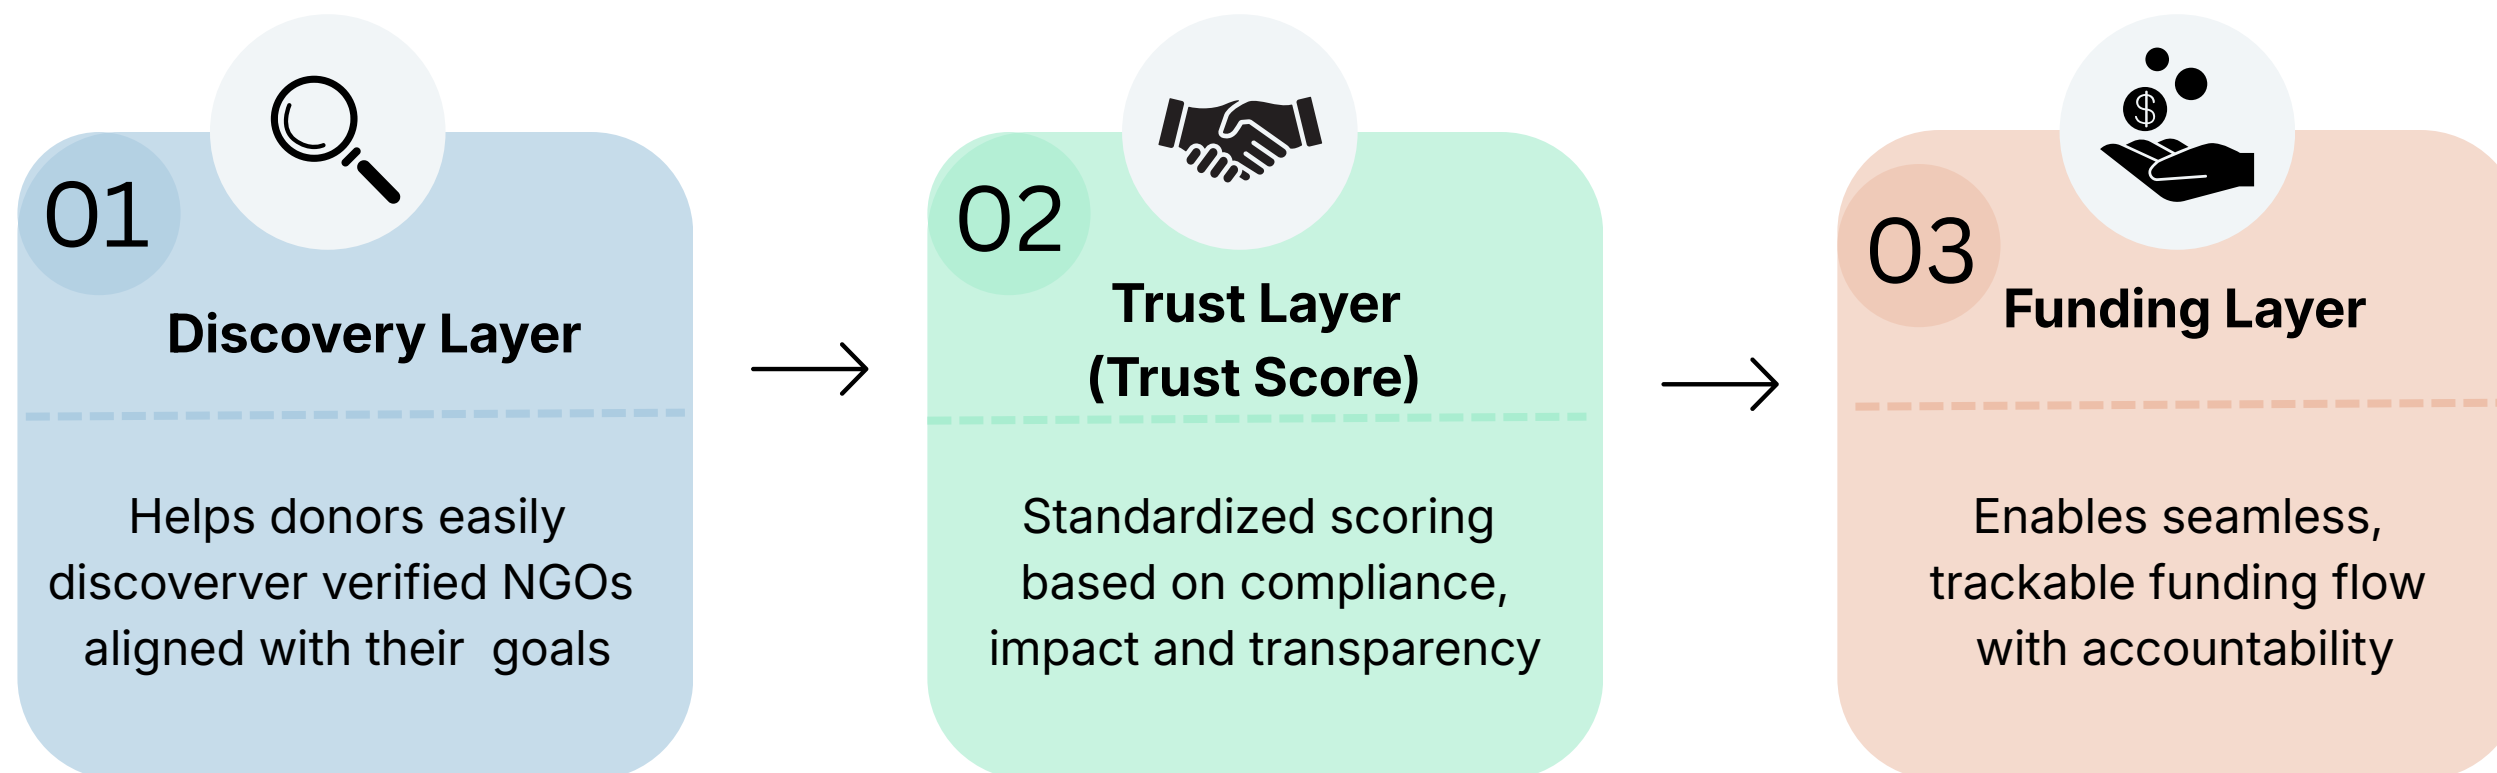 01
Discovery Layer
Helps donors easily
discoverver verified NGOs
aligned with their  goals
02
Trust Layer
(Trust Score)
Standardized scoring
based on compliance,
impact and transparency
$
03
Funding Layer
Enables seamless,
trackable funding flow
with accountability